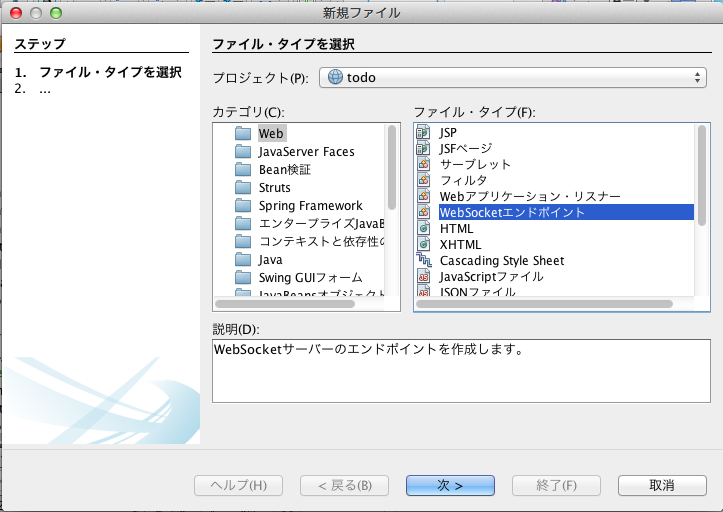 新規ファイル
ステップ
1. ファイル・タイプを選択
2. ...
ファイル・タイプを選択
プロジェクト(P):
todo
カテゴリ(C):
Web
JavaServer Faces
Bean検証
Struts
Spring Framework
エンタープライズJavaB
コンテキストと依存性の
Java
Swing GUIフォーム
JavaBeansオブジェクト
ファイル・タイプ(F):
JSP
JSFページ
サーブレット
フィルタ
Webアプリケーション・リスナー
WebSocketエンドポイント
HTML
XHTML
Cascading Style Sheet
JavaScriptファイル
JSONファイル
説明(D):
WebSocketサーバーのエンドポイントを作成します。
ヘルプ(H)
< 戻る(B)
次 >
終了(F)
取消